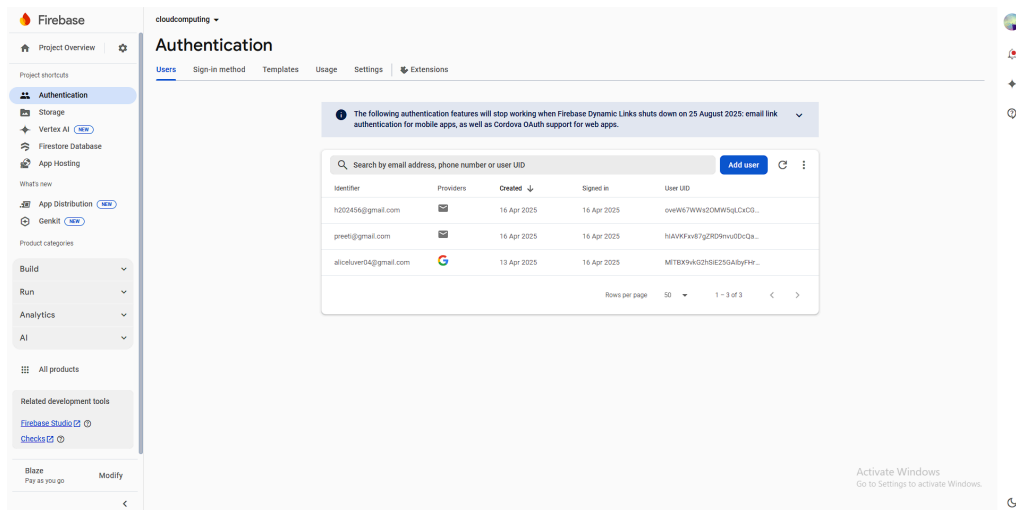 Firebase
Project Overview
Project shortcuts
Authentication
Storage
Vertex AI NEW
Firestore Database
App Hosting
What's new
App Distribution NEW
Genkit NEW
Product categories
Build
Run
Analytics
AI
All products
Related development tools
Firebase Studio
Checks
Blaze
Pay as you go
Modify
cloudcomputing
Authentication
Users Sign-in method Templates Usage Settings Extensions
The following authentication features will stop working when Firebase Dynamic Links shuts down on 25 August 2025: email link
authentication for mobile apps, as well as Cordova OAuth support for web apps.
Search by email address, phone number or user UID Add user
Identifier Providers Created Signed in User UID
h202456@gmail.com 16 Apr 2025 16 Apr 2025
preeti@gmail.com 16 Apr 2025 16 Apr 2025
aliceluver04@gmail.com 13 Apr 2025 16 Apr 2025
Rows per page 50 1 – 3 of 3
Activate Windows
Go to Settings to activate Windows.